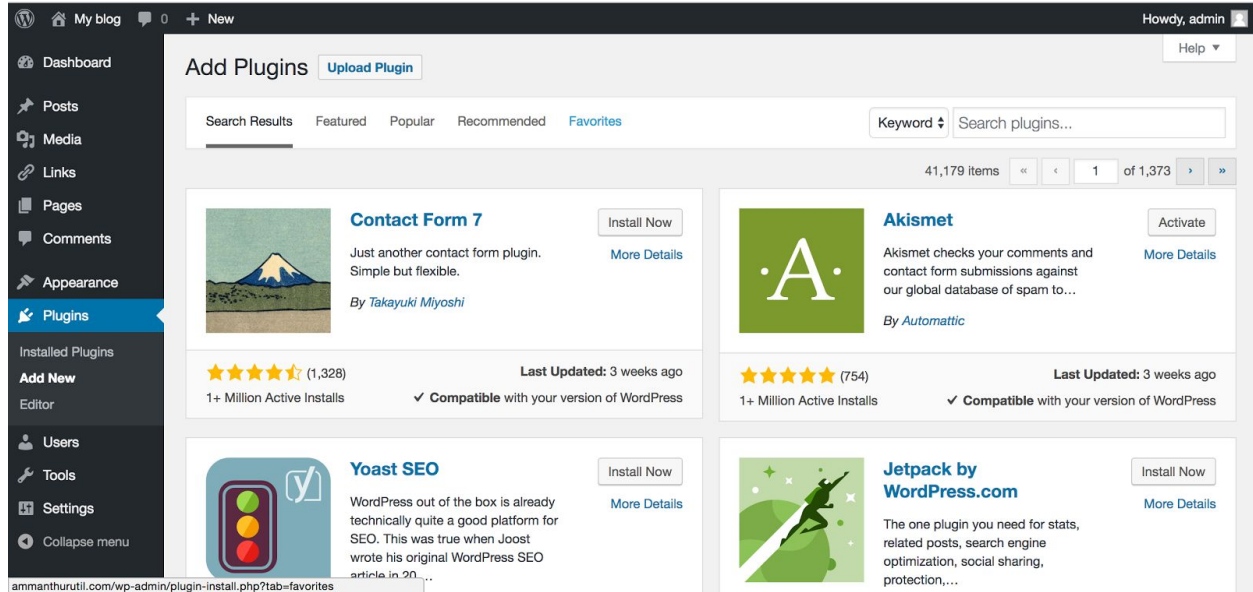 My blog 0 + New Howdy, admin
Help ▼
Dashboard
Posts
Media
Links
Pages
Comments
Appearance
Plugins
Installed Plugins
Add New
Editor
Users
Tools
Settings
Collapse menu
Add Plugins Upload Plugin
Search Results Featured Popular Recommended Favorites Keyword Search plugins...
41,179 items « ‹ 1 of 1,373 › »
Contact Form 7 Install Now
Just another contact form plugin. More Details
Simple but flexible.
By Takayuki Miyoshi
(1,328) Last Updated: 3 weeks ago
1+ Million Active Installs ✓ Compatible with your version of WordPress
·A·
Akismet Activate
Akismet checks your comments and More Details
contact form submissions against
our global database of spam to…
By Automattic
(754) Last Updated: 3 weeks ago
1+ Million Active Installs ✓ Compatible with your version of WordPress
y
Yoast SEO Install Now
WordPress out of the box is already More Details
technically quite a good platform for
SEO. This was true when Joost
wrote his original WordPress SEO
article in 20…
Jetpack by Install Now
WordPress.com
More Details
The one plugin you need for stats,
related posts, search engine
optimization, social sharing,
protection,…
ammanthurutil.com/wp-admin/plugin-install.php?tab=favorites